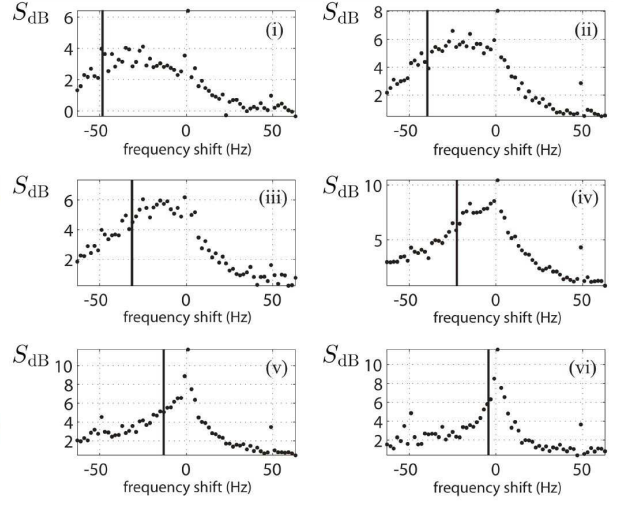 S_dB 6 4 2 0 (i) -50 0 50 frequency shift (Hz)
S_dB 8 6 4 2 (ii) -50 0 50 frequency shift (Hz)
S_dB 6 4 2 (iii) -50 0 50 frequency shift (Hz)
S_dB 10 5 (iv) -50 0 50 frequency shift (Hz)
S_dB 10 8 6 4 2 (v) -50 0 50 frequency shift (Hz)
S_dB 10 8 6 4 2 (vi) -50 0 50 frequency shift (Hz)